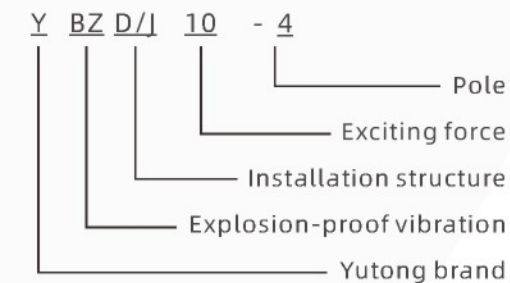 Y BZ D/J 10 - 4
Pole
Exciting force
Installation structure
Explosion-proof vibration
Yutong brand